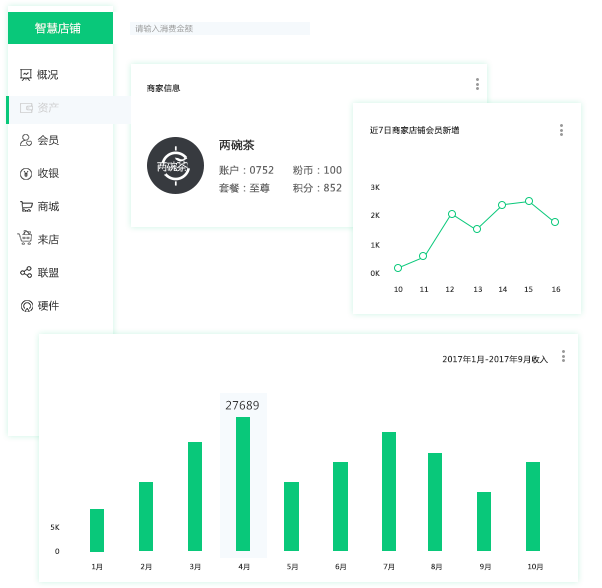 智慧店铺
请输入消费金额
概况
资产
会员
收银
商城
来店
联盟
硬件
商家信息
两碗茶
两碗茶
账户：0752 粉币：100
套餐：至尊 积分：852
近7日商家店铺会员新增
3K
2K
1K
0K
10 11 12 13 14 15 16
2017年1月-2017年9月收入
27689
5K
0
1月 2月 3月 4月 5月 6月 7月 8月 9月 10月